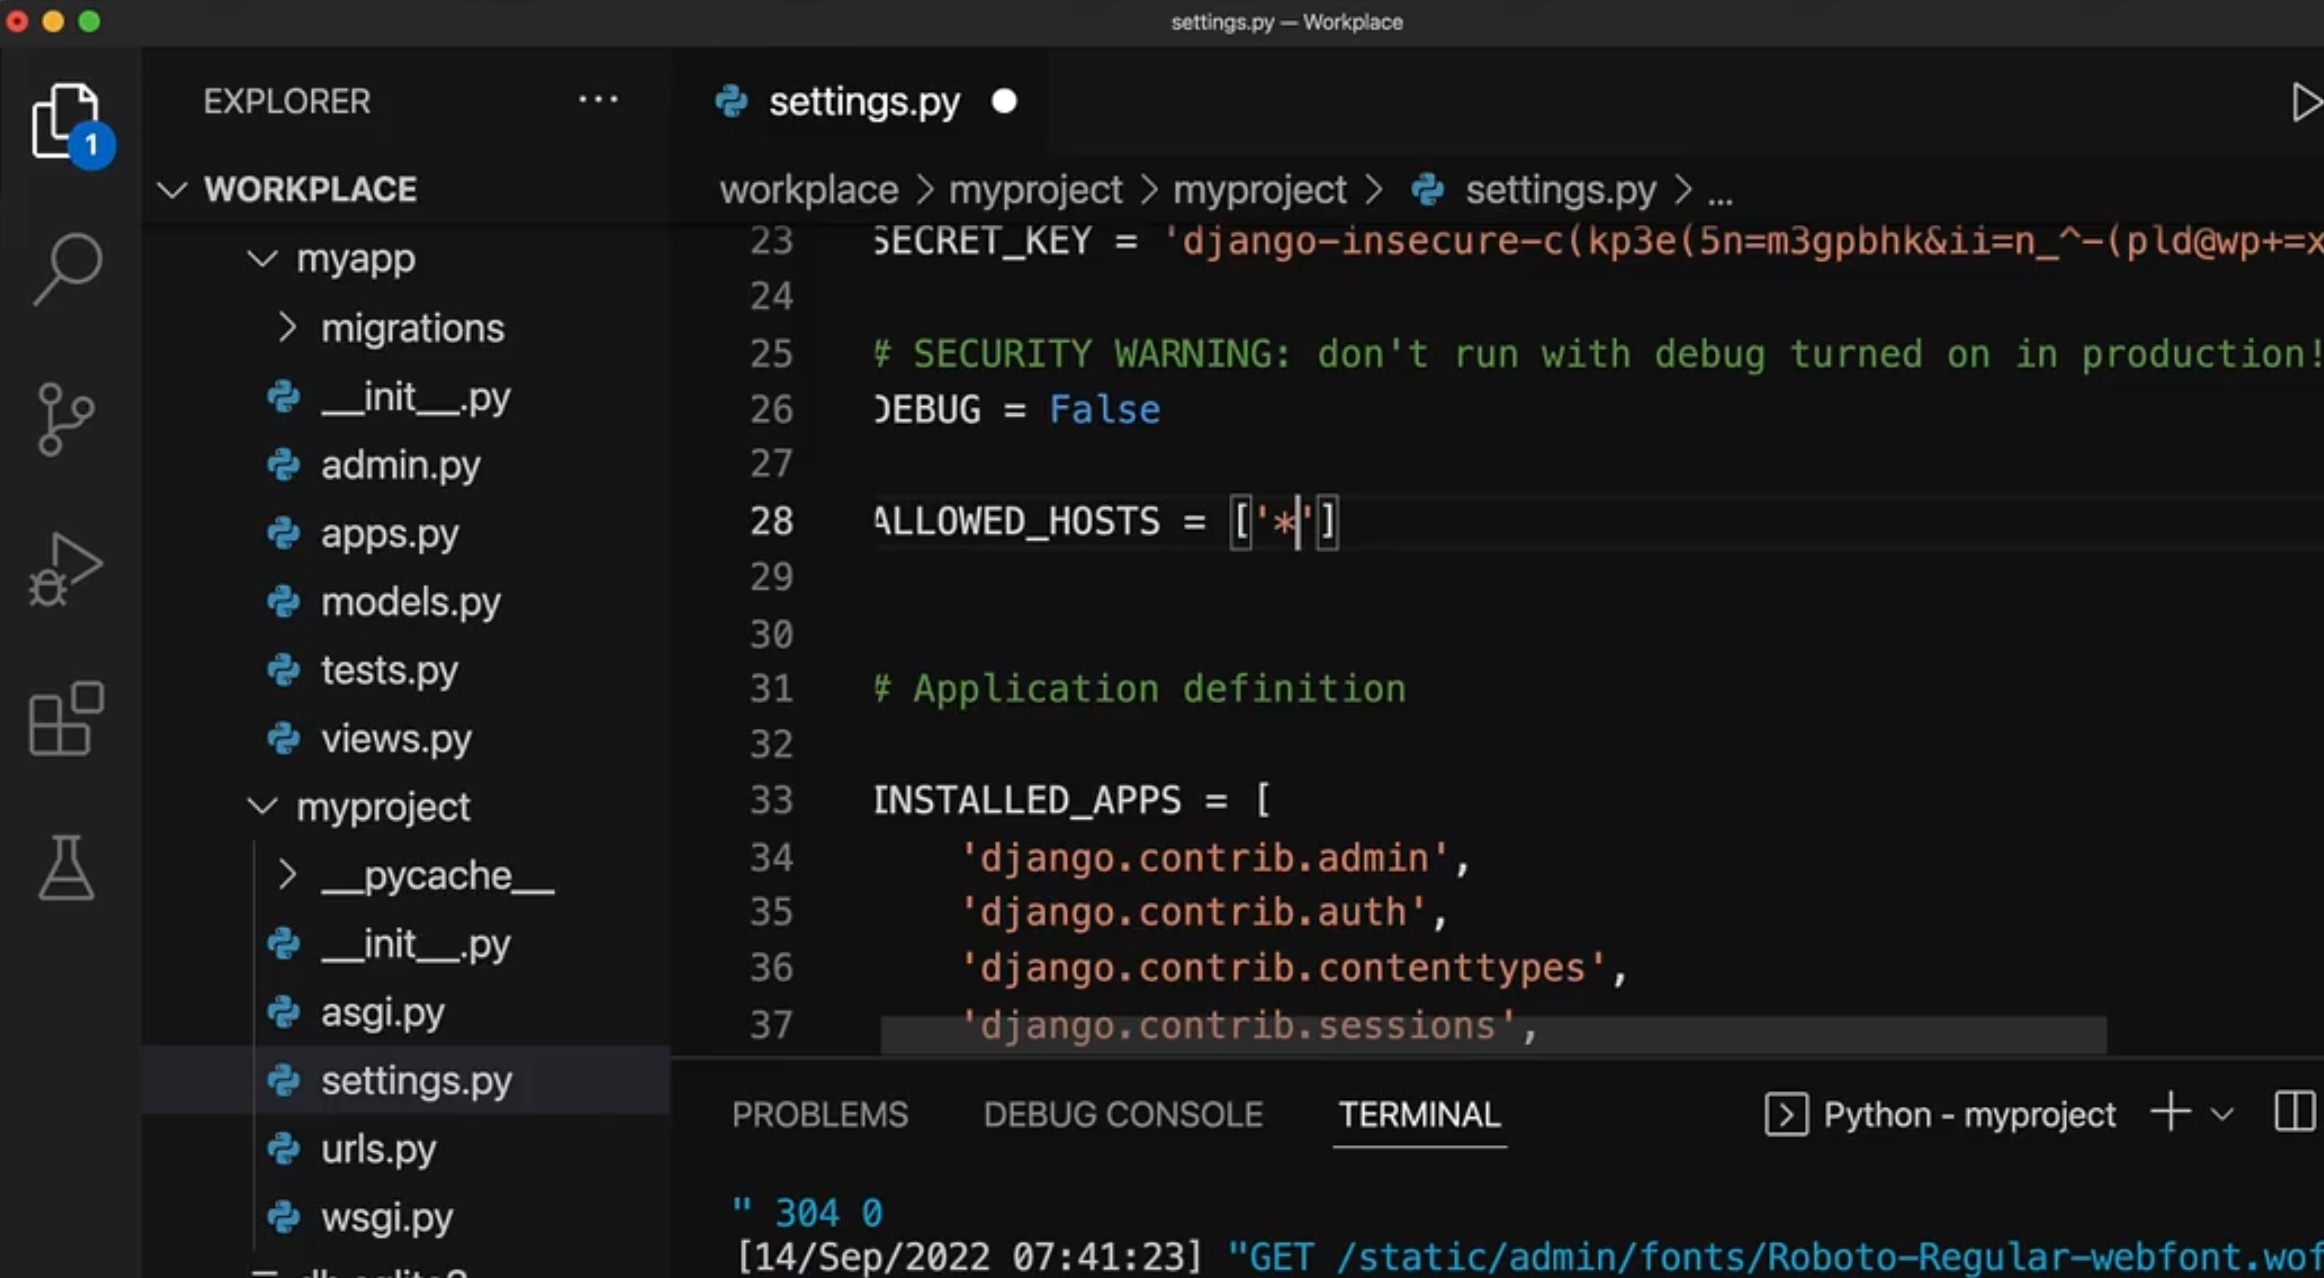 settings.py — Workplace
EXPLORER
1
WORKPLACE
myapp
migrations
__init__.py
admin.py
apps.py
models.py
tests.py
views.py
myproject
__pycache__
__init__.py
asgi.py
settings.py
urls.py
wsgi.py
settings.py
workplace > myproject > myproject > settings.py > ...
23 SECRET_KEY = 'django-insecure-c(kp3e(5n=m3gpbhk&ii=n_^-(pld@wp+=x
24
25 # SECURITY WARNING: don't run with debug turned on in production!
26 DEBUG = False
27
28 ALLOWED_HOSTS = ['*']
29
30
31 # Application definition
32
33 INSTALLED_APPS = [
34 'django.contrib.admin',
35 'django.contrib.auth',
36 'django.contrib.contenttypes',
37 'django.contrib.sessions',
PROBLEMS DEBUG CONSOLE TERMINAL Python - myproject
" 304 0
[14/Sep/2022 07:41:23] "GET /static/admin/fonts/Roboto-Regular-webfont.wof